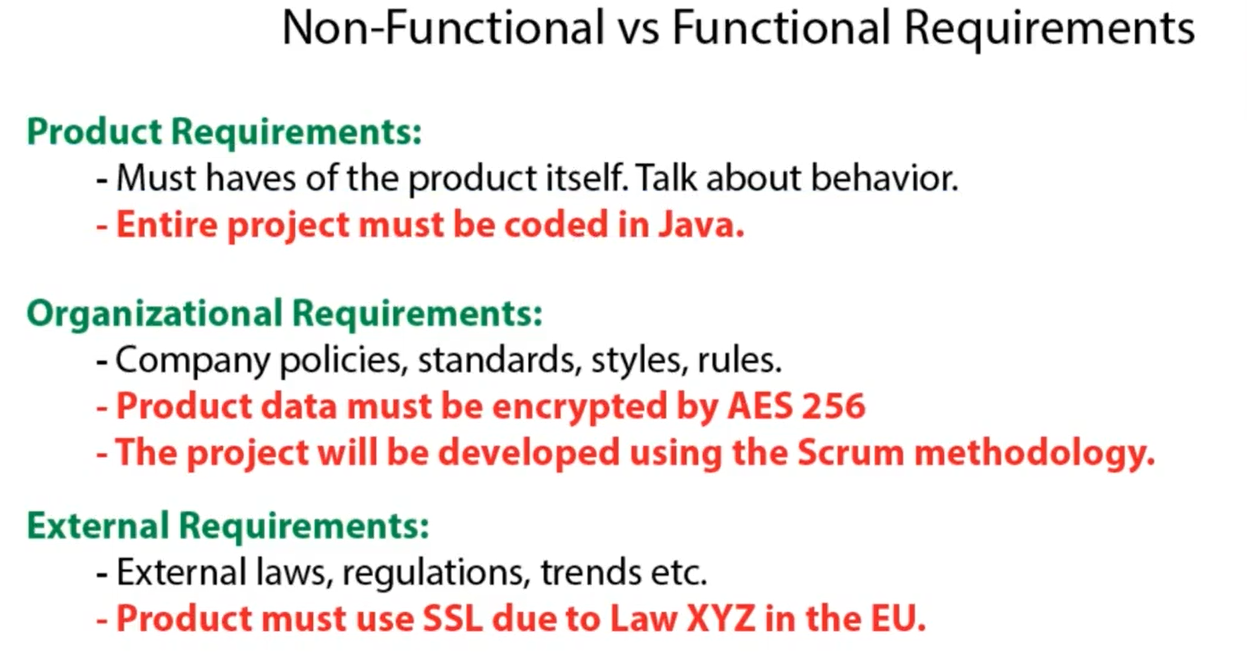 Non-Functional vs Functional Requirements
Product Requirements:
- Must haves of the product itself. Talk about behavior.
- Entire project must be coded in Java.
Organizational Requirements:
- Company policies, standards, styles, rules.
- Product data must be encrypted by AES 256
- The project will be developed using the Scrum methodology.
External Requirements:
- External laws, regulations, trends etc.
- Product must use SSL due to Law XYZ in the EU.